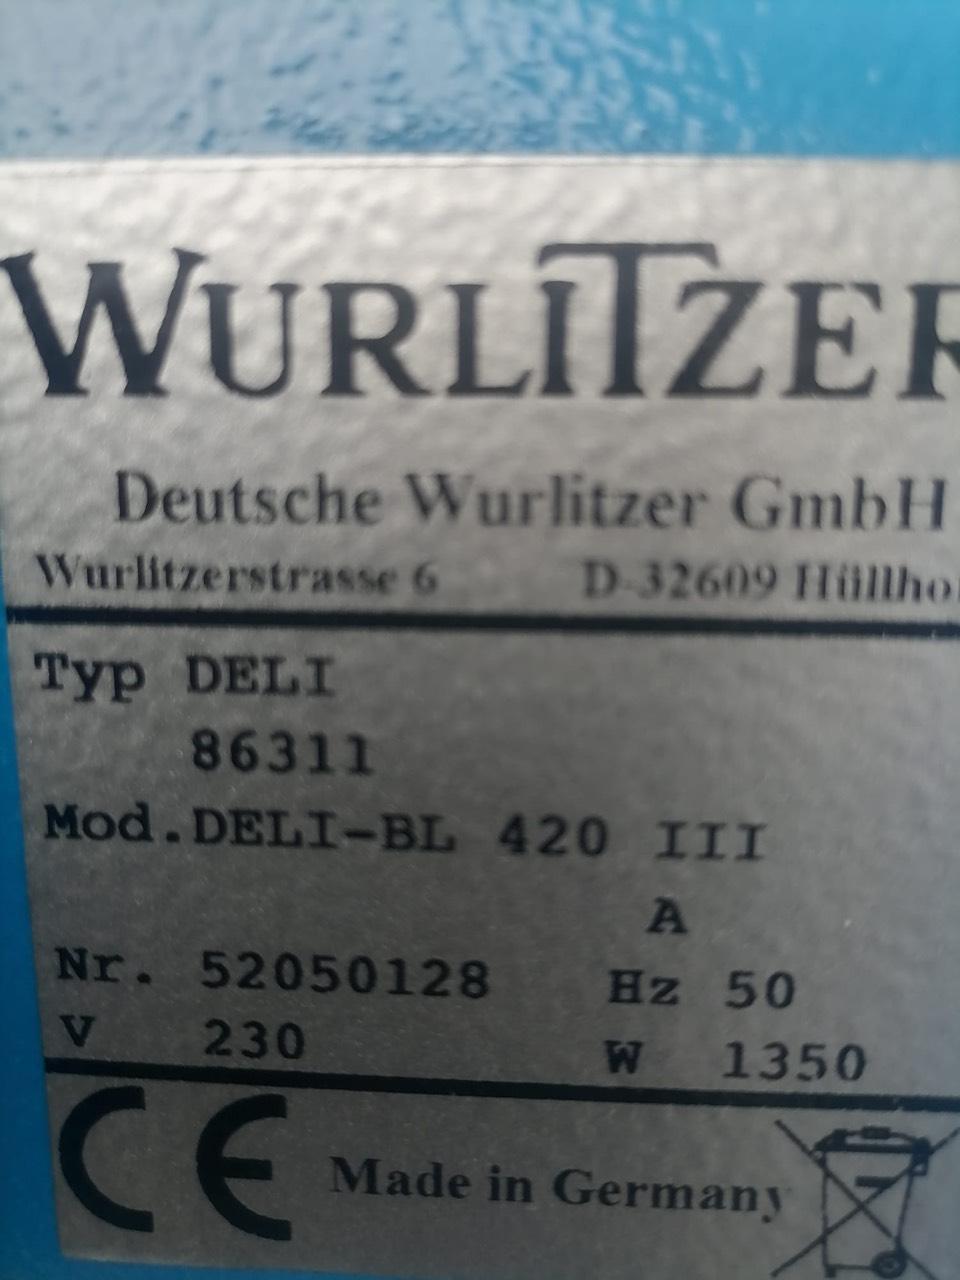 WURLITZER
Deutsche Wurlitzer GmbH
Wurlitzerstrasse 6 D-32609 Hüllho
Typ DELI
86311
Mod. DELI-BL 420 III
A
Nr. 52050128 Hz 50
V 230 W 1350
CE Made in Germany